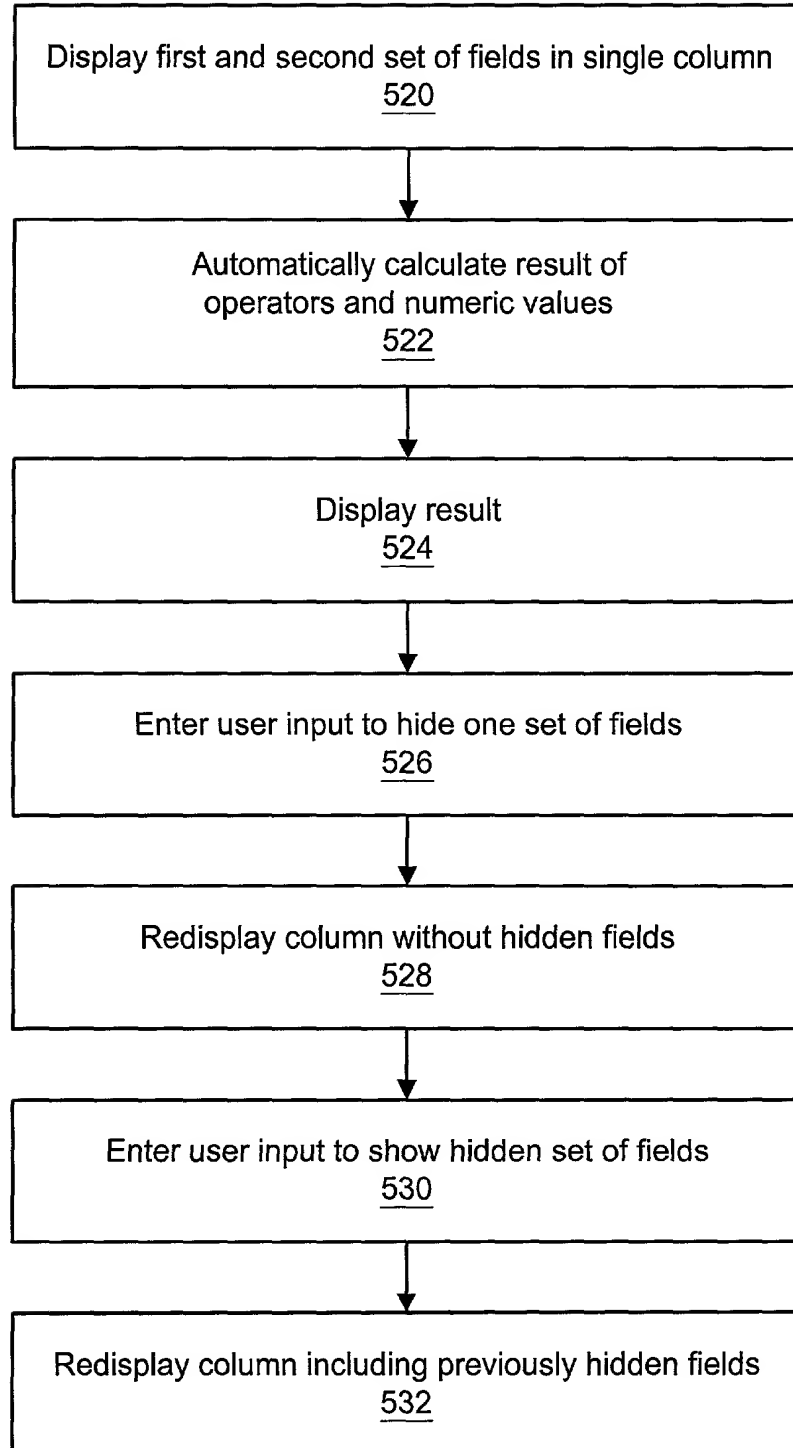 Display first and second set of fields in single column
520
Automatically calculate result of
operators and numeric values
522
Display result
524
Enter user input to hide one set of fields
526
Redisplay column without hidden fields
528
Enter user input to show hidden set of fields
530
Redisplay column including previously hidden fields
532